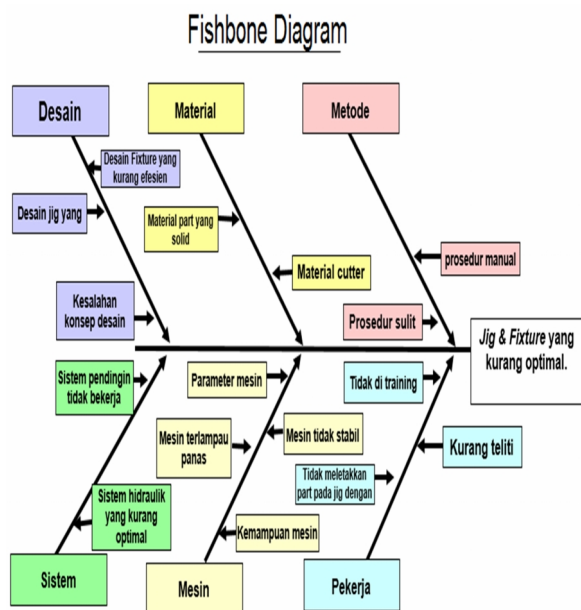 Fishbone Diagram
Desain
Material
Metode
Desain Fixture yang
kurang efesien
Desain jig yang
Material part yang
solid
Material cutter
prosedur manual
Kesalahan
konsep desain
Prosedur sulit
Jig & Fixture yang
kurang optimal.
Sistem pendingin
tidak bekerja
Parameter mesin
Tidak di training
Mesin terlampau
panas
Mesin tidak stabil
Kurang teliti
Tidak meletakkan
part pada jig dengan
Sistem hidraulik
yang kurang
optimal
Kemampuan mesin
Sistem
Mesin
Pekerja